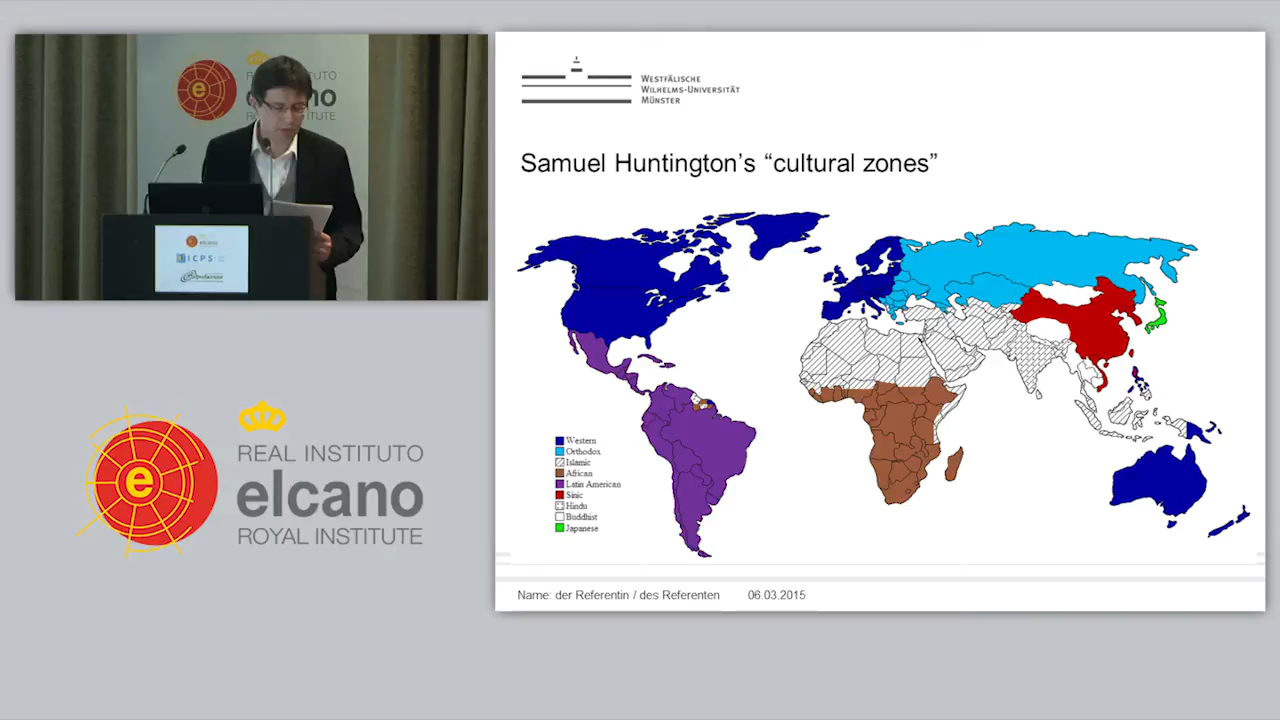 REAL INSTITUTO
elcano
ROYAL INSTITUTE
e
ICPS
WESTFÄLISCHE
WILHELMS-UNIVERSITÄT
MÜNSTER
Samuel Huntington’s “cultural zones”
Western
Orthodox
Islamic
African
Latin American
Sinic
Hindu
Buddhist
Japanese
Name: der Referentin / des Referenten 06.03.2015
e
REAL INSTITUTO
elcano
ROYAL INSTITUTE